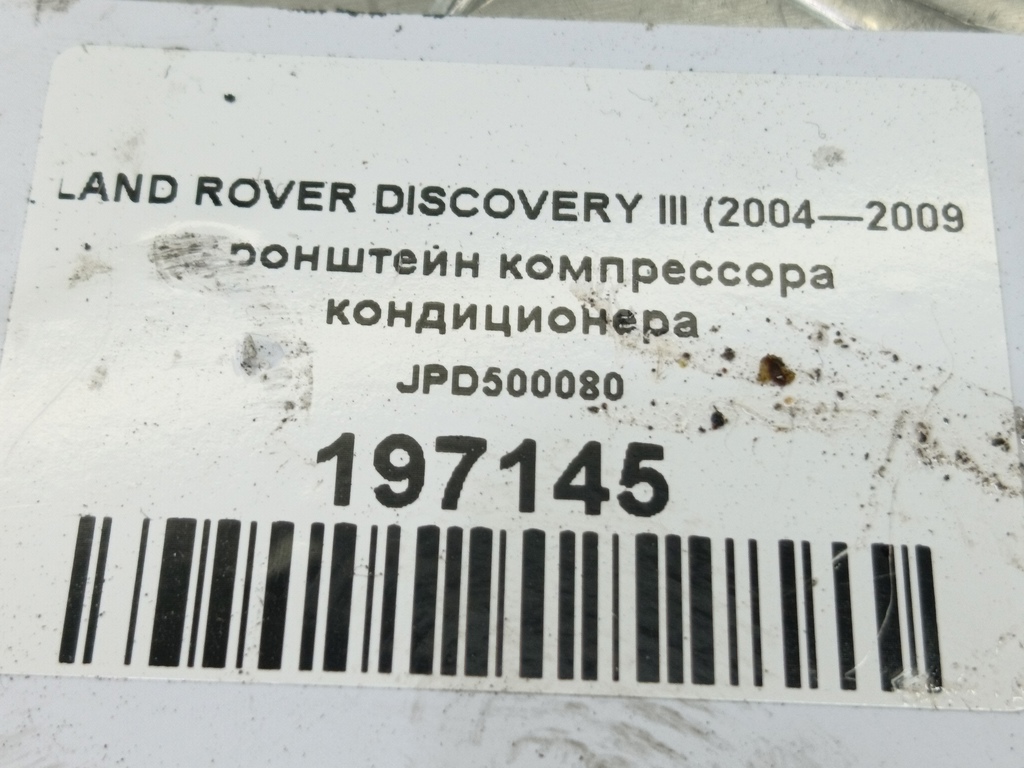 LAND ROVER DISCOVERY III (2004—2009
ронштейн компрессора
кондиционера
JPD500080
197145